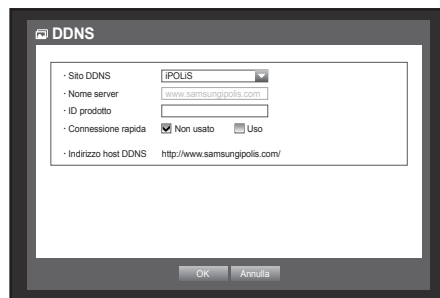 DDNS
· Sito DDNS iPOLiS
· Nome server www.samsungipolis.com
· ID prodotto
· Connessione rapida Non usato Uso
· Indirizzo host DDNS http://www.samsungipolis.com/
OK Annulla